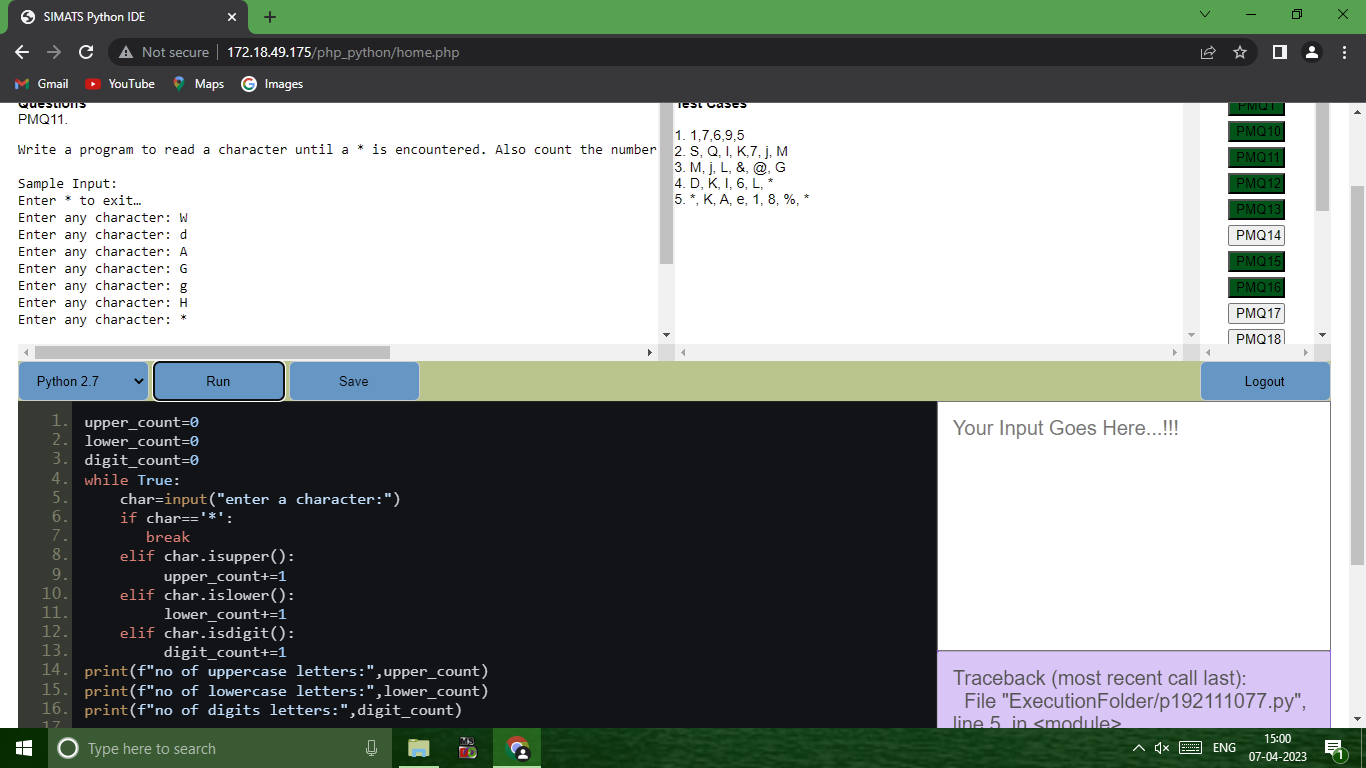 SIMATS Python IDE
Not secure 172.18.49.175/php_python/home.php
Gmail YouTube Maps Images
Questions
PMQ11.
Write a program to read a character until a * is encountered. Also count the number
Sample Input:
Enter * to exit…
Enter any character: W
Enter any character: d
Enter any character: A
Enter any character: G
Enter any character: g
Enter any character: H
Enter any character: *
Test Cases
1. 1,7,6,9,5
2. S, Q, l, K,7, j, M
3. M, j, L, &, @, G
4. D, K, I, 6, L, *
5. *, K, A, e, 1, 8, %, *
PMQ1
PMQ10
PMQ11
PMQ12
PMQ13
PMQ14
PMQ15
PMQ16
PMQ17
PMQ18
Python 2.7 Run Save Logout
1. upper_count=0
2. lower_count=0
3. digit_count=0
4. while True:
5. char=input("enter a character:")
6. if char=='*':
7. break
8. elif char.isupper():
9. upper_count+=1
10. elif char.islower():
11. lower_count+=1
12. elif char.isdigit():
13. digit_count+=1
14. print(f"no of uppercase letters:",upper_count)
15. print(f"no of lowercase letters:",lower_count)
16. print(f"no of digits letters:",digit_count)
17.
Your Input Goes Here...!!!
Traceback (most recent call last):
File "ExecutionFolder/p192111077.py",
line 5, in <module>
Type here to search
ENG
15:00
07-04-2023
1